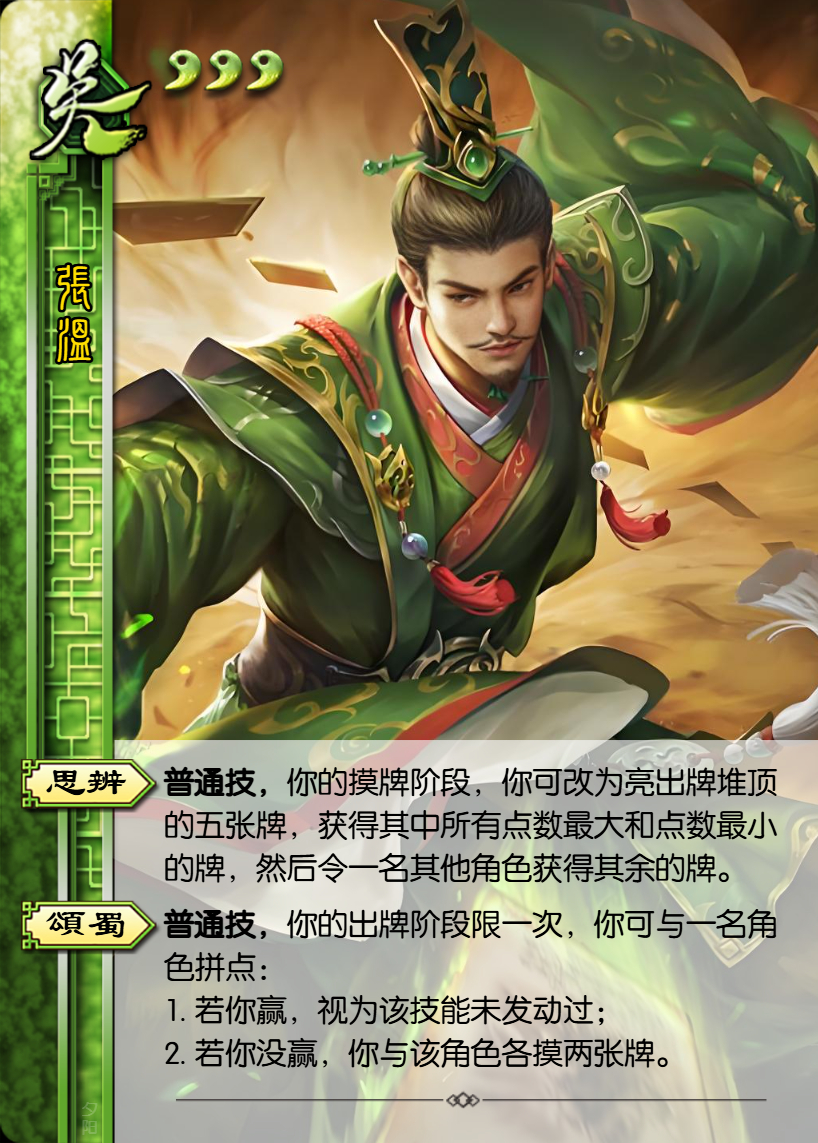 吴
張溫
思辨
普通技，你的摸牌阶段，你可改为亮出牌堆顶
的五张牌，获得其中所有点数最大和点数最小
的牌，然后令一名其他角色获得其余的牌。
頌蜀
普通技，你的出牌阶段限一次，你可与一名角
色拼点：
1. 若你赢，视为该技能未发动过；
2. 若你没赢，你与该角色各摸两张牌。
夕阳